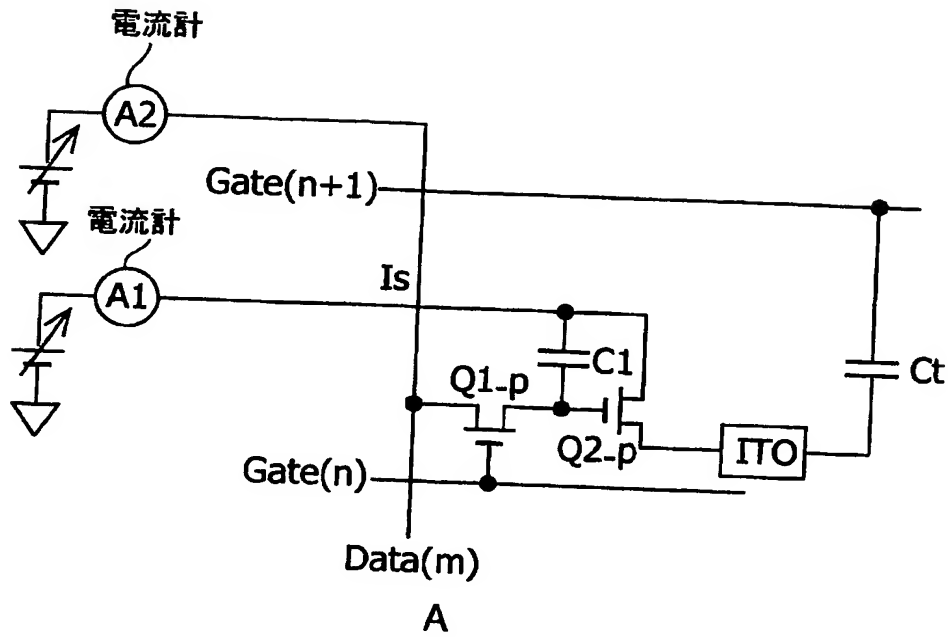 電流計
A2
Gate(n+1)
電流計
A1
Is
C1
Ct
Q1-p
Q2-p
ITO
Gate(n)
Data(m)
A